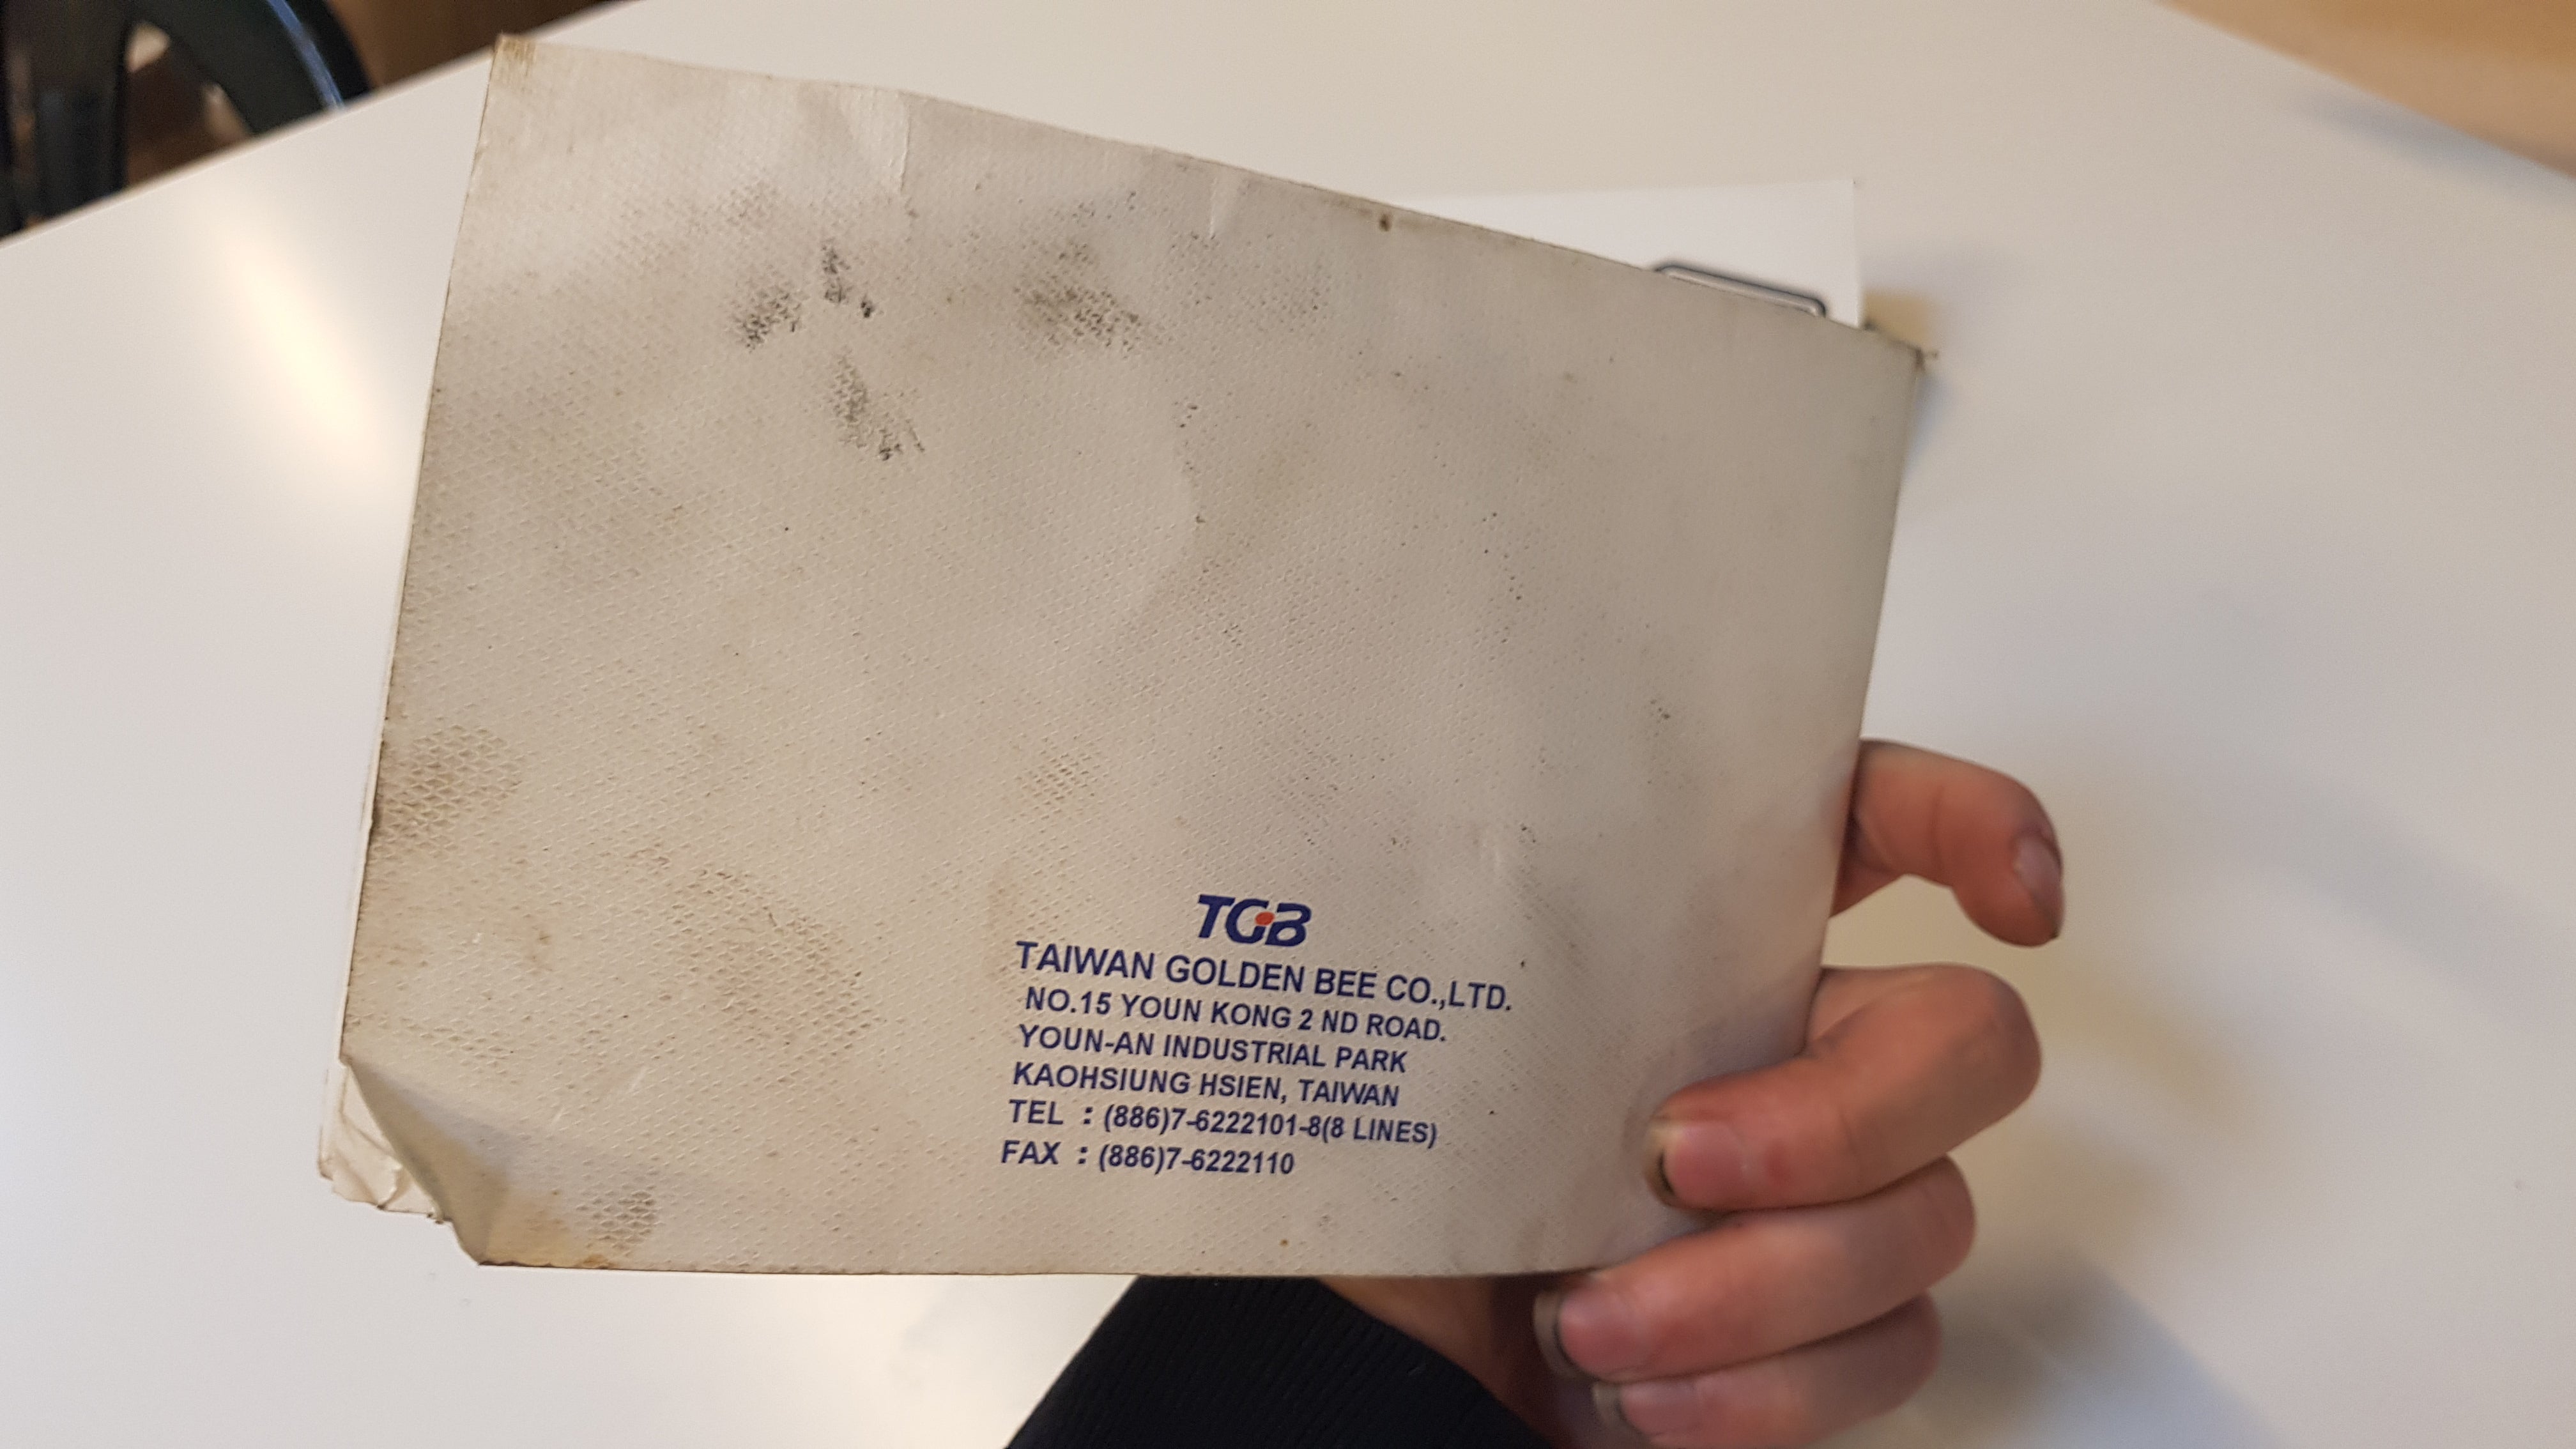 TGB
TAIWAN GOLDEN BEE CO.,LTD.
NO.15 YOUN KONG 2 ND ROAD.
YOUN-AN INDUSTRIAL PARK
KAOHSIUNG HSIEN, TAIWAN
TEL : (886)7-6222101-8(8 LINES)
FAX : (886)7-6222110